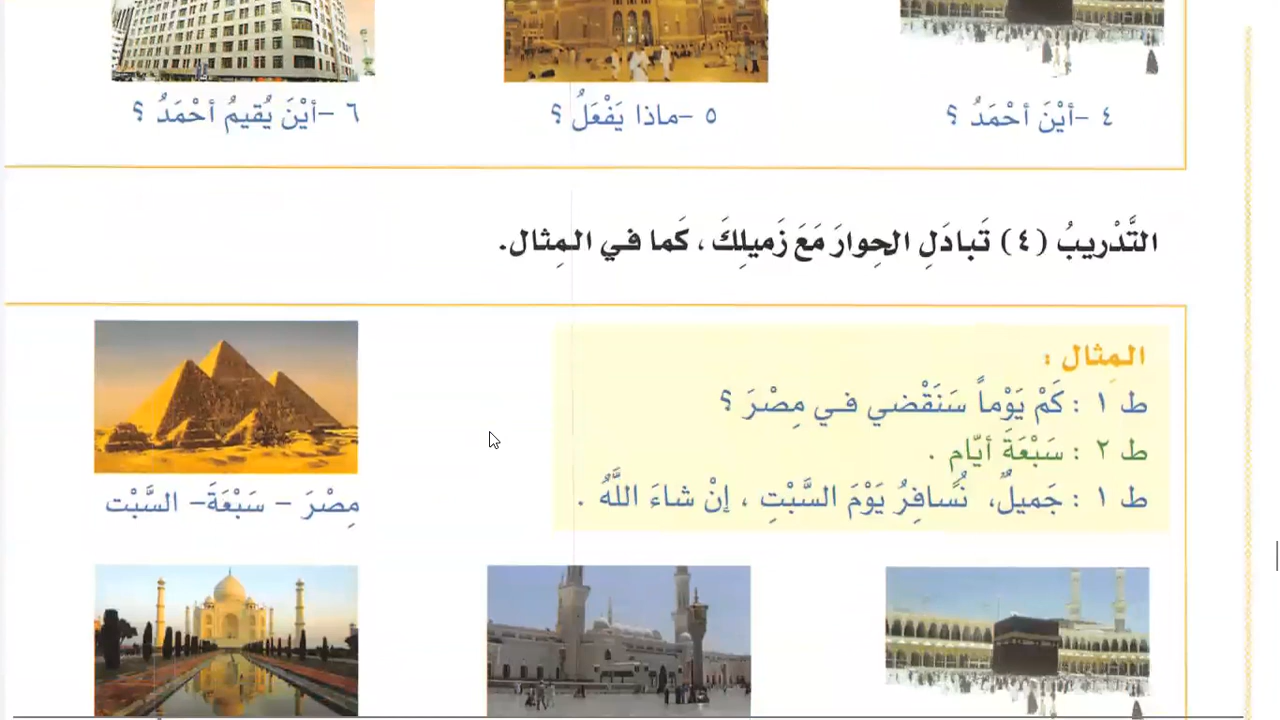 ٤ -أيْنَ أحْمَدُ ؟
٥ -ماذا يَفْعَلُ ؟
٦ -أيْنَ يُقيمُ أحْمَدُ ؟
التَّدْريبُ (٤) تَبادَلِ الحِوارَ مَعَ زَميلِكَ ، كَما في المِثال.
المِثال :
ط ١ : كَمْ يَوْماً سَنَقْضي في مِصْرَ ؟
ط ٢ : سَبْعَةَ أيّام .
ط ١ : جَميلٌ، نُسافِرُ يَوْمَ السَّبْتِ ، إنْ شاءَ اللَّهُ .
مِصْرَ – سَبْعَةَ– السَّبْت